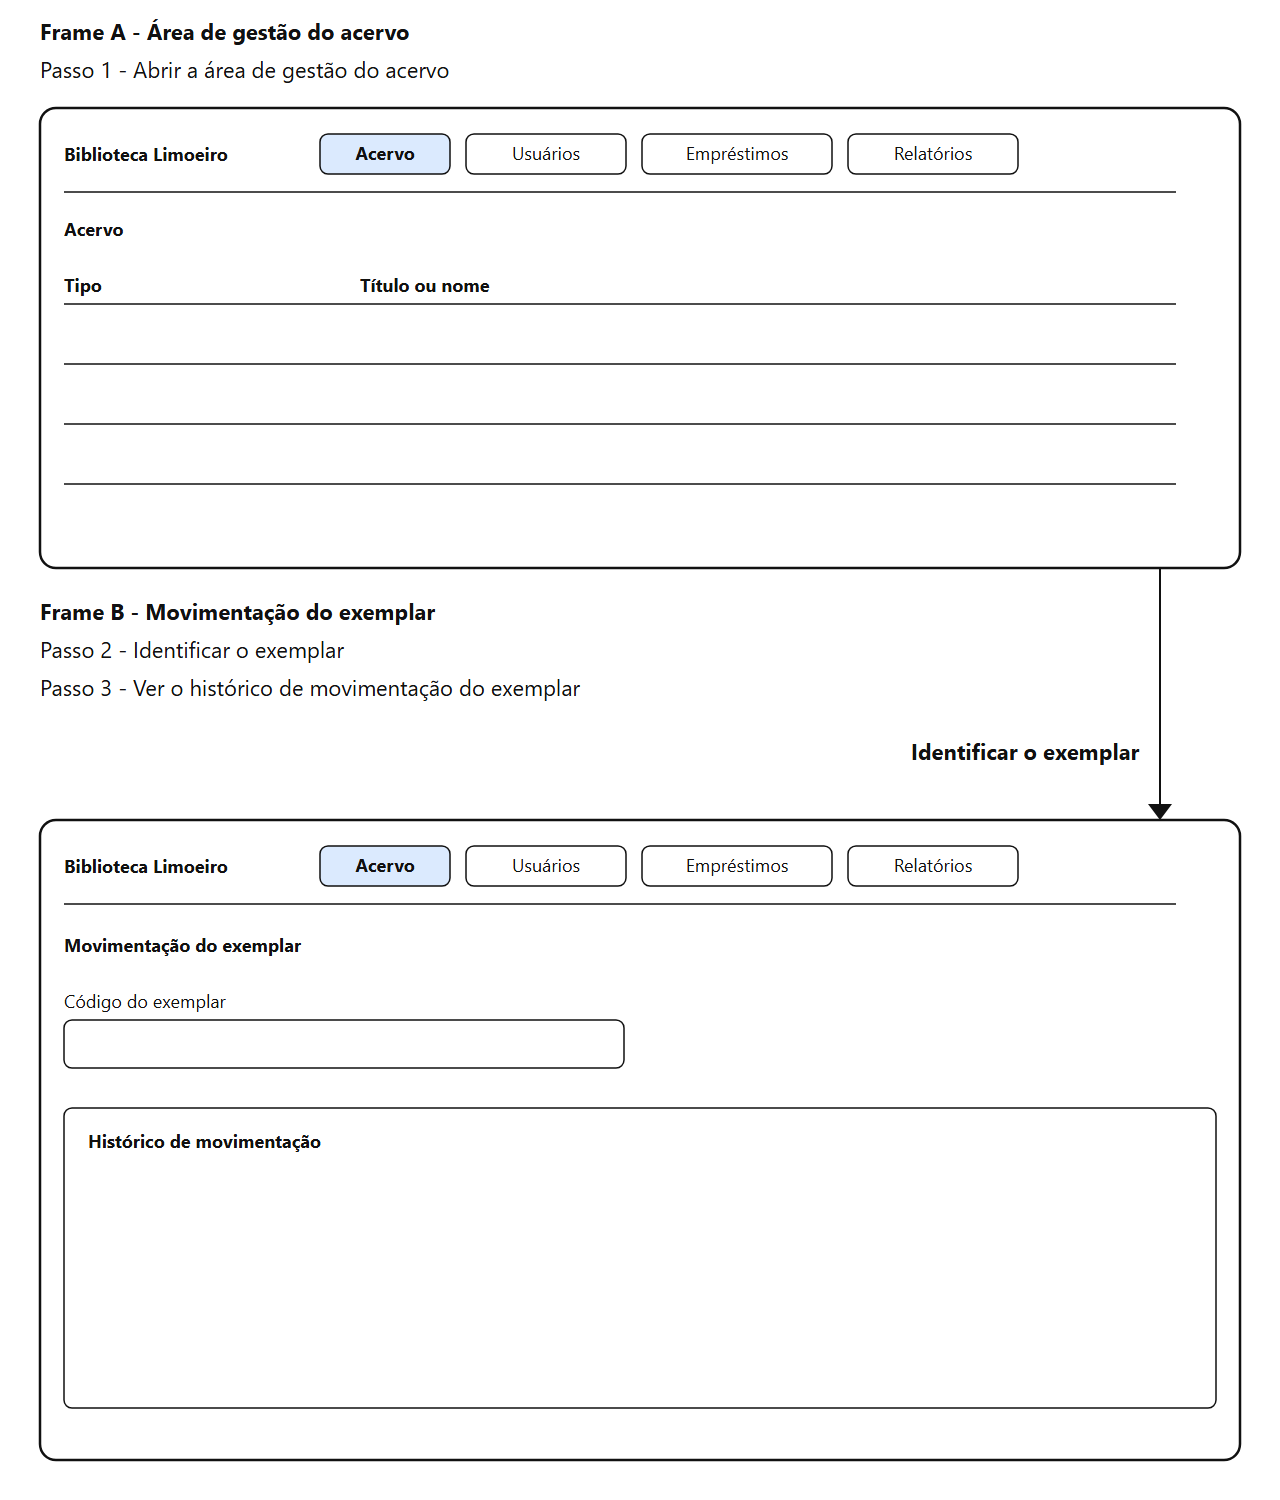 Frame A - Área de gestão do acervo
Passo 1 - Abrir a área de gestão do acervo
Biblioteca Limoeiro Acervo Usuários Empréstimos Relatórios
Acervo
Tipo Título ou nome
Frame B - Movimentação do exemplar
Passo 2 - Identificar o exemplar
Passo 3 - Ver o histórico de movimentação do exemplar
Identificar o exemplar
Biblioteca Limoeiro Acervo Usuários Empréstimos Relatórios
Movimentação do exemplar
Código do exemplar
Histórico de movimentação